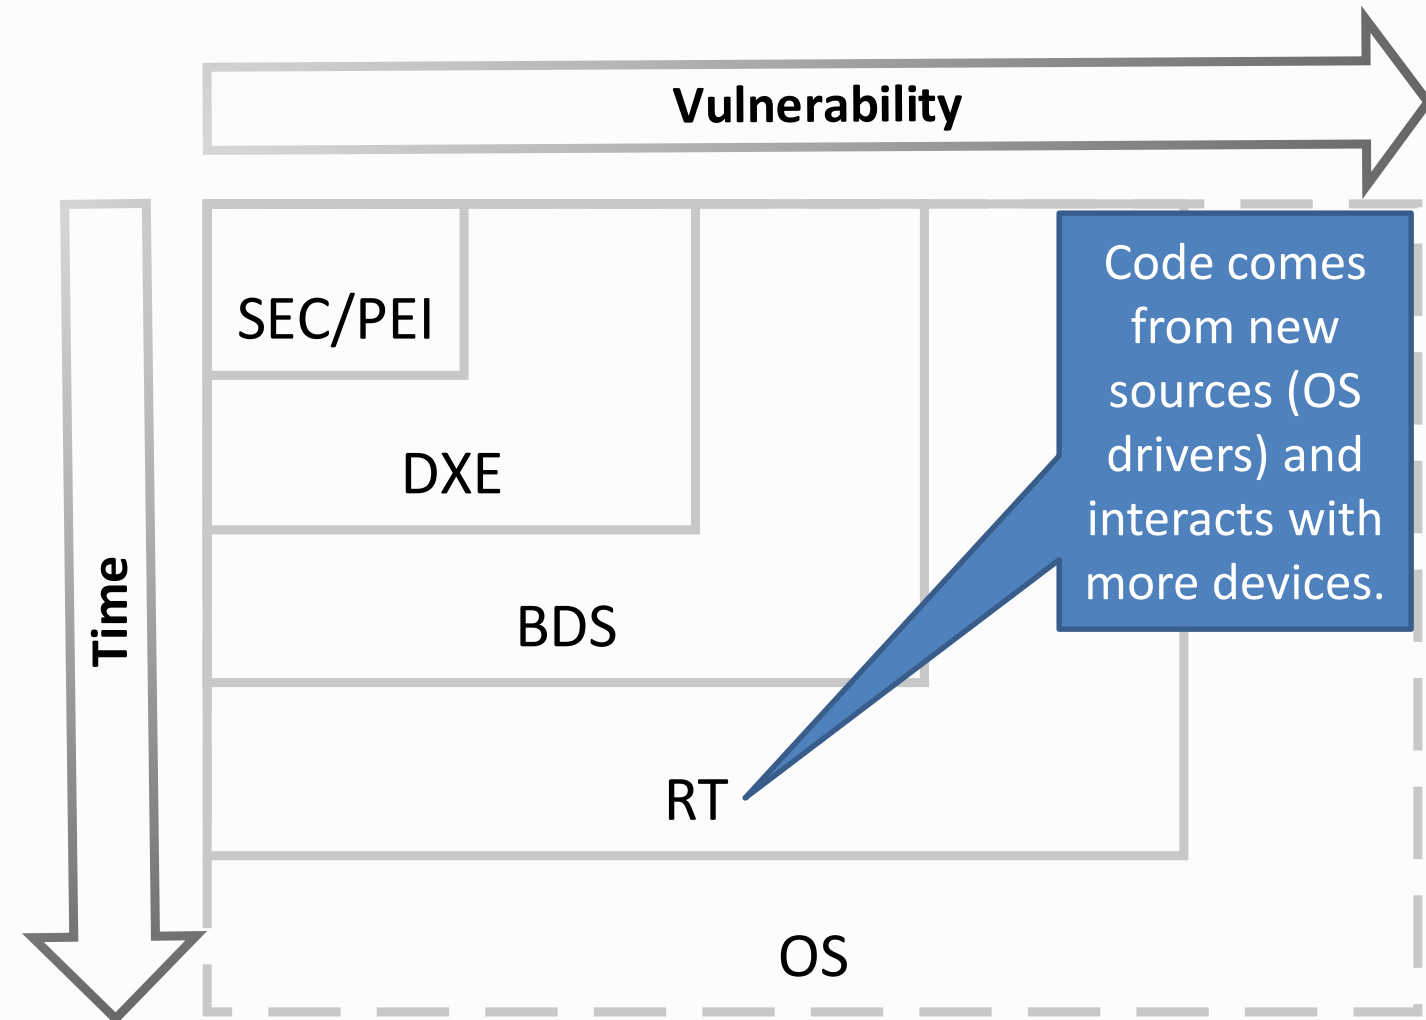 Vulnerability
Time
SEC/PEI
DXE
BDS
RT
OS
Code comes
from new
sources (OS
drivers) and
interacts with
more devices.